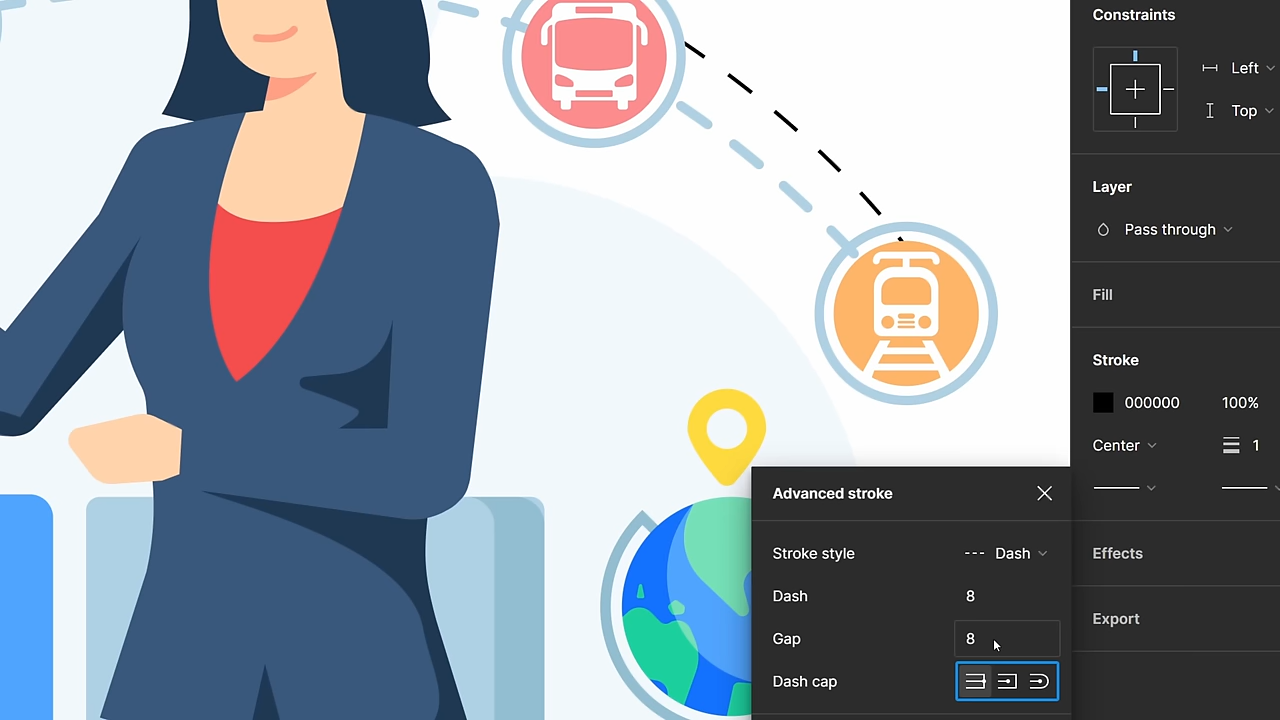 Constraints
Left
Top
Layer
Pass through
Fill
Stroke
000000 100%
Center 1
Advanced stroke
Stroke style Dash
Dash 8
Gap 8
Dash cap
Effects
Export